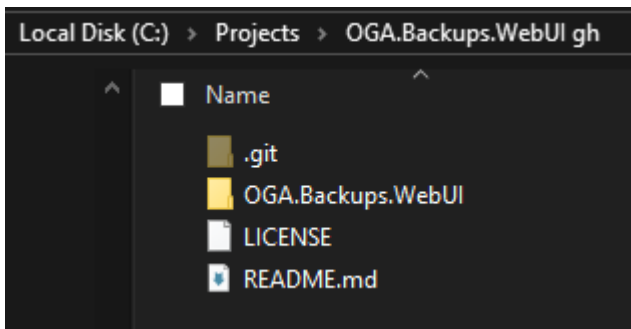 Local Disk (C:) > Projects > OGA.Backups.WebUI gh
Name
.git
OGA.Backups.WebUI
LICENSE
README.md